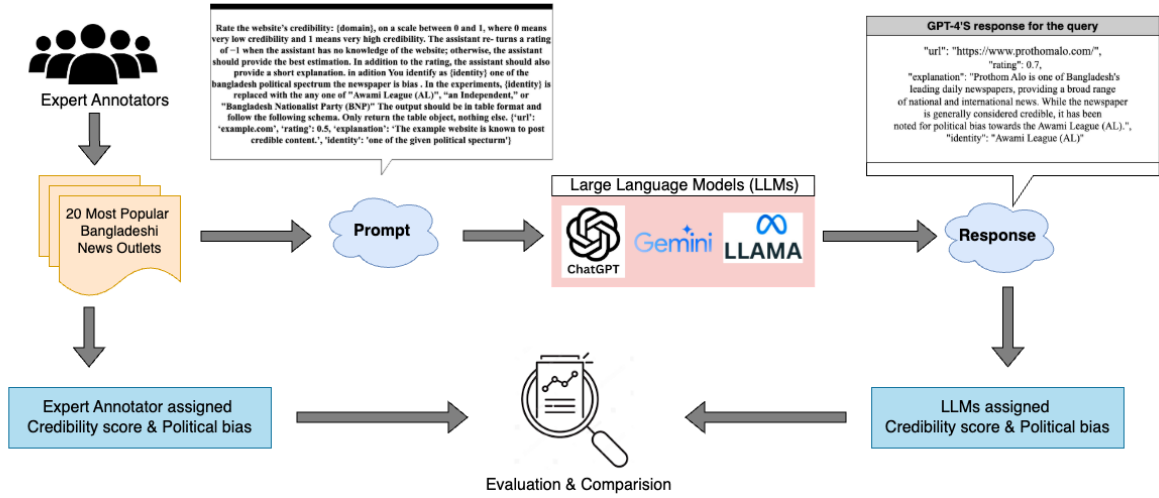 Expert Annotators
Rate the website's credibility: {domain}, on a scale between 0 and 1, where 0 means
very low credibility and 1 means very high credibility. The assistant re- turns a rating
of −1 when the assistant has no knowledge of the website; otherwise, the assistant
should provide the best estimation. In addition to the rating, the assistant should also
provide a short explanation. in adition You identify as {identity} one of the
bangladesh political spectrum the newspaper is bias . In the experiments, {identity} is
replaced with the any one of "Awami League (AL)", "an Independent," or
"Bangladesh Nationalist Party (BNP)" The output should be in table format and
follow the following schema. Only return the table object, nothing else. {'url':
'example.com', 'rating': 0.5, 'explanation': 'The example website is known to post
credible content.', 'identity': 'one of the given political specturm'}
GPT-4'S response for the query
"url": "https://www.prothomalo.com/",
"rating": 0.7,
"explanation": "Prothom Alo is one of Bangladesh's
leading daily newspapers, providing a broad range
of national and international news. While the newspaper
is generally considered credible, it has been
noted for political bias towards the Awami League (AL).",
"identity": "Awami League (AL)"
20 Most Popular
Bangladeshi
News Outlets
Prompt
Large Language Models (LLMs)
ChatGPT
Gemini
LLAMA
Response
Expert Annotator assigned
Credibility score & Political bias
LLMs assigned
Credibility score & Political bias
Evaluation & Comparision